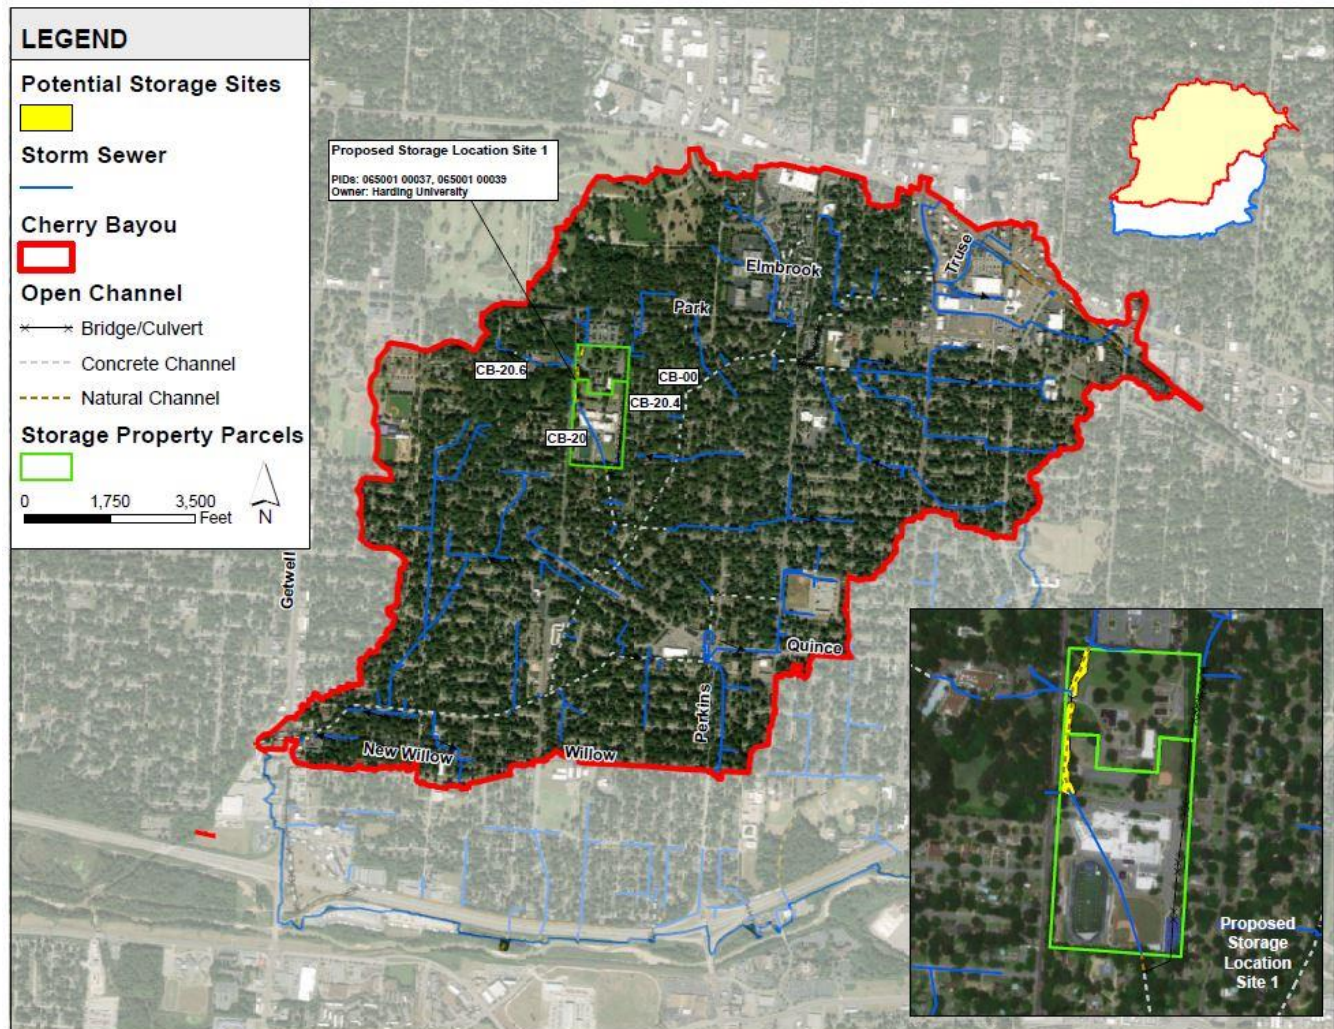 LEGEND
Potential Storage Sites
Storm Sewer
Cherry Bayou
Open Channel
Bridge/Culvert
Concrete Channel
Natural Channel
Storage Property Parcels
0 1,750 3,500
Feet
N
Proposed Storage Location Site 1
PIDs: 065001 00037, 065001 00039
Owner: Harding University
Elmbrook
Truse
Park
CB-20.6
CB-00
CB-20.4
CB-20
Getwell
Quince
Perkins
New Willow
Willow
Proposed
Storage
Location
Site 1